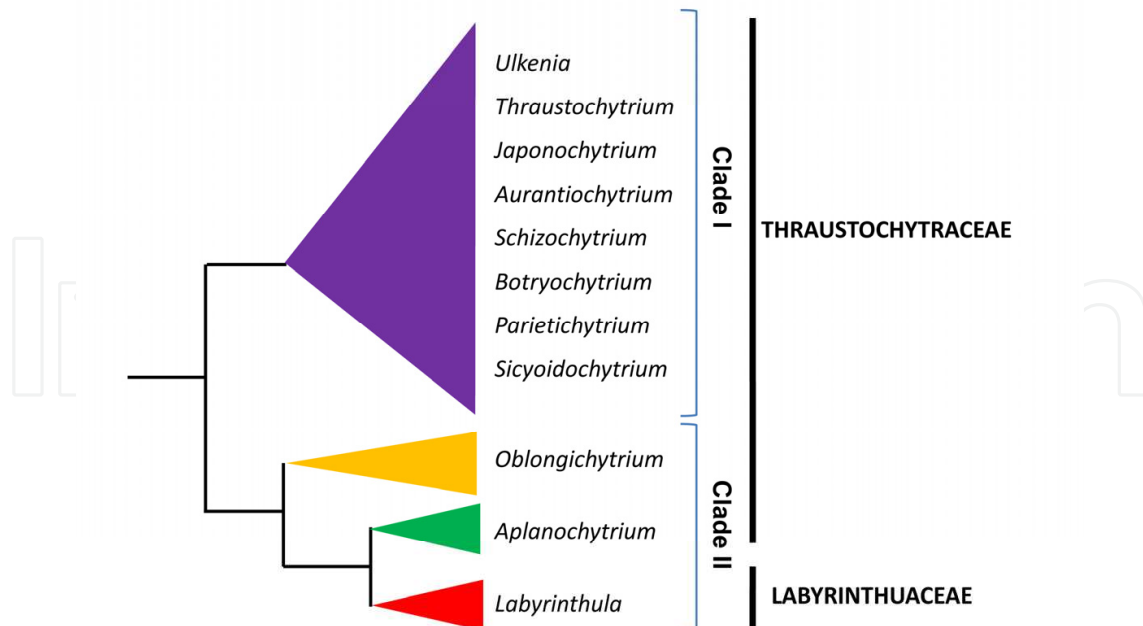 Ulkenia
Thraustochytrium
Japonochytrium
Aurantiochytrium
Schizochytrium
Botryochytrium
Parietichytrium
Sicyoidochytrium
Clade I
THRAUSTOCHYTRACEAE
Oblongichytrium
Aplanochytrium
Labyrinthula
Clade II
LABYRINTHUACEAE